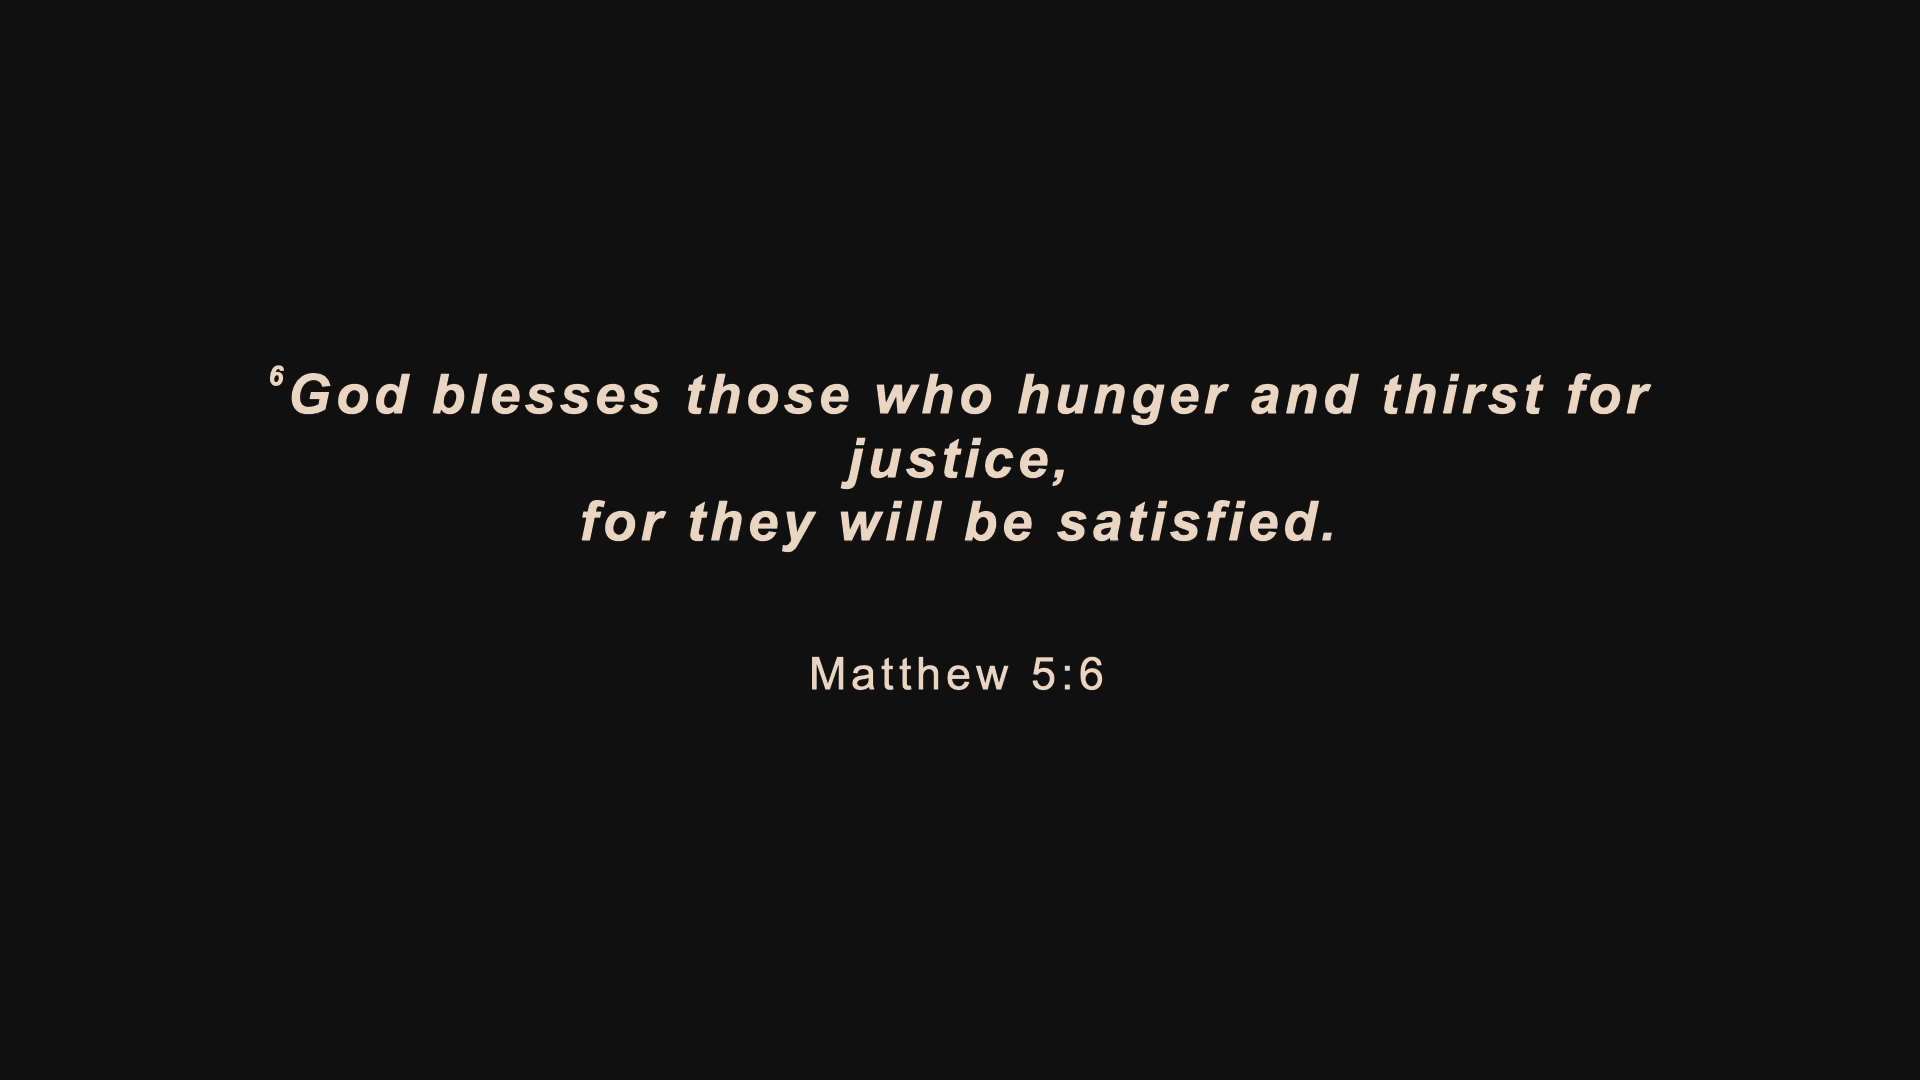 ⁶God blesses those who hunger and thirst for
justice,
for they will be satisfied.
Matthew 5:6